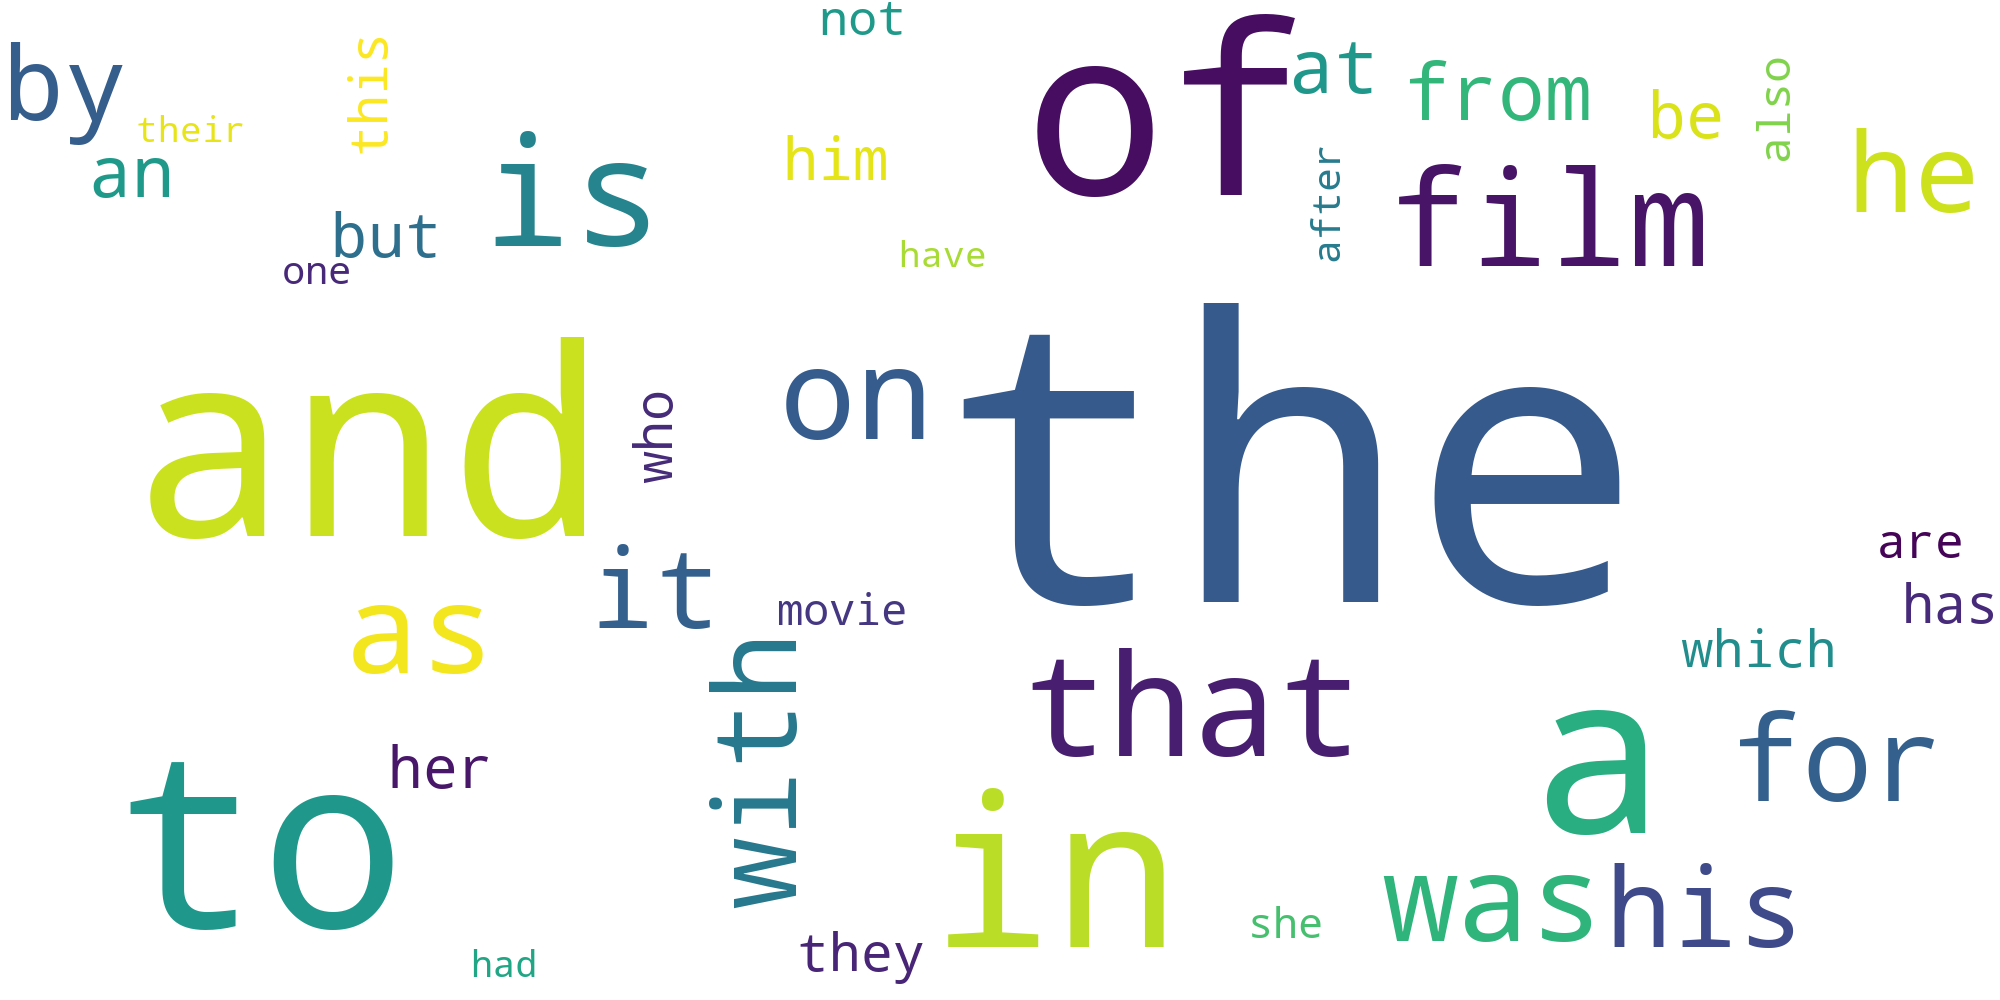 not
by
this
of
at
from
be
also
their
an
is
him
after
film
he
but
one
have
and
who
on
the
it
as
movie
are
has
with
that
which
her
to
in
a
for
was
his
she
they
had